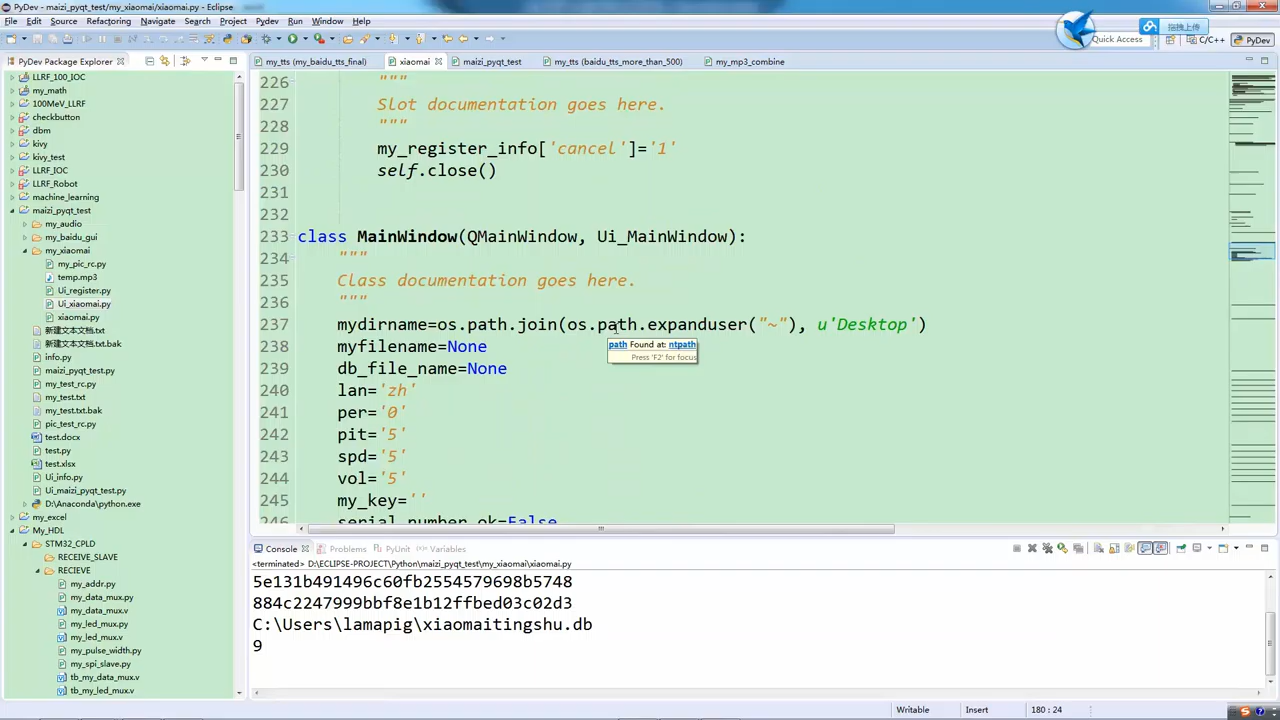 PyDev - maizi_pyqt_test/my_xiaomai/xiaomai.py - Eclipse
File Edit Source Refactoring Navigate Search Project Pydev Run Window Help
拖拽上传
Quick Access
C/C++
PyDev
PyDev Package Explorer
LLRF_100_IOC
my_math
100MeV_LLRF
checkbutton
dbm
kivy
kivy_test
LLRF_IOC
LLRF_Robot
machine_learning
maizi_pyqt_test
my_audio
my_baidu_gui
my_xiaomai
my_pic_rc.py
temp.mp3
Ui_register.py
Ui_xiaomai.py
xiaomai.py
新建文本文档.txt
新建文本文档.txt.bak
info.py
maizi_pyqt_test.py
my_test_rc.py
my_test.txt
my_test.txt.bak
pic_test_rc.py
test.docx
test.py
test.xlsx
Ui_info.py
Ui_maizi_pyqt_test.py
D:\Anaconda\python.exe
my_excel
My_HDL
STM32_CPLD
RECEIVE_SLAVE
RECIEVE
my_addr.py
my_data_mux.py
my_data_mux.v
my_led_mux.py
my_led_mux.v
my_pulse_width.py
my_spi_slave.py
tb_my_data_mux.v
tb_my_led_mux.v
my_tts (my_baidu_tts_final)
xiaomai
maizi_pyqt_test
my_tts (baidu_tts_more_than_500)
my_mp3_combine
226 """
227 Slot documentation goes here.
228 """
229 my_register_info['cancel']='1'
230 self.close()
231
232
233 class MainWindow(QMainWindow, Ui_MainWindow):
234 """
235 Class documentation goes here.
236 """
237 mydirname=os.path.join(os.path.expanduser("~"), u'Desktop')
238 myfilename=None
239 db_file_name=None
240 lan='zh'
241 per='0'
242 pit='5'
243 spd='5'
244 vol='5'
245 my_key=''
246 serial_number_ok=False
path Found at: ntpath
Press 'F2' for focus
Console Problems PyUnit Variables
<terminated> D:\ECLIPSE-PROJECT\Python\maizi_pyqt_test\my_xiaomai\xiaomai.py
5e131b491496c60fb2554579698b5748
884c2247999bbf8e1b12ffbed03c02d3
C:\Users\lamapig\xiaomaitingshu.db
9
Writable Insert 180 : 24